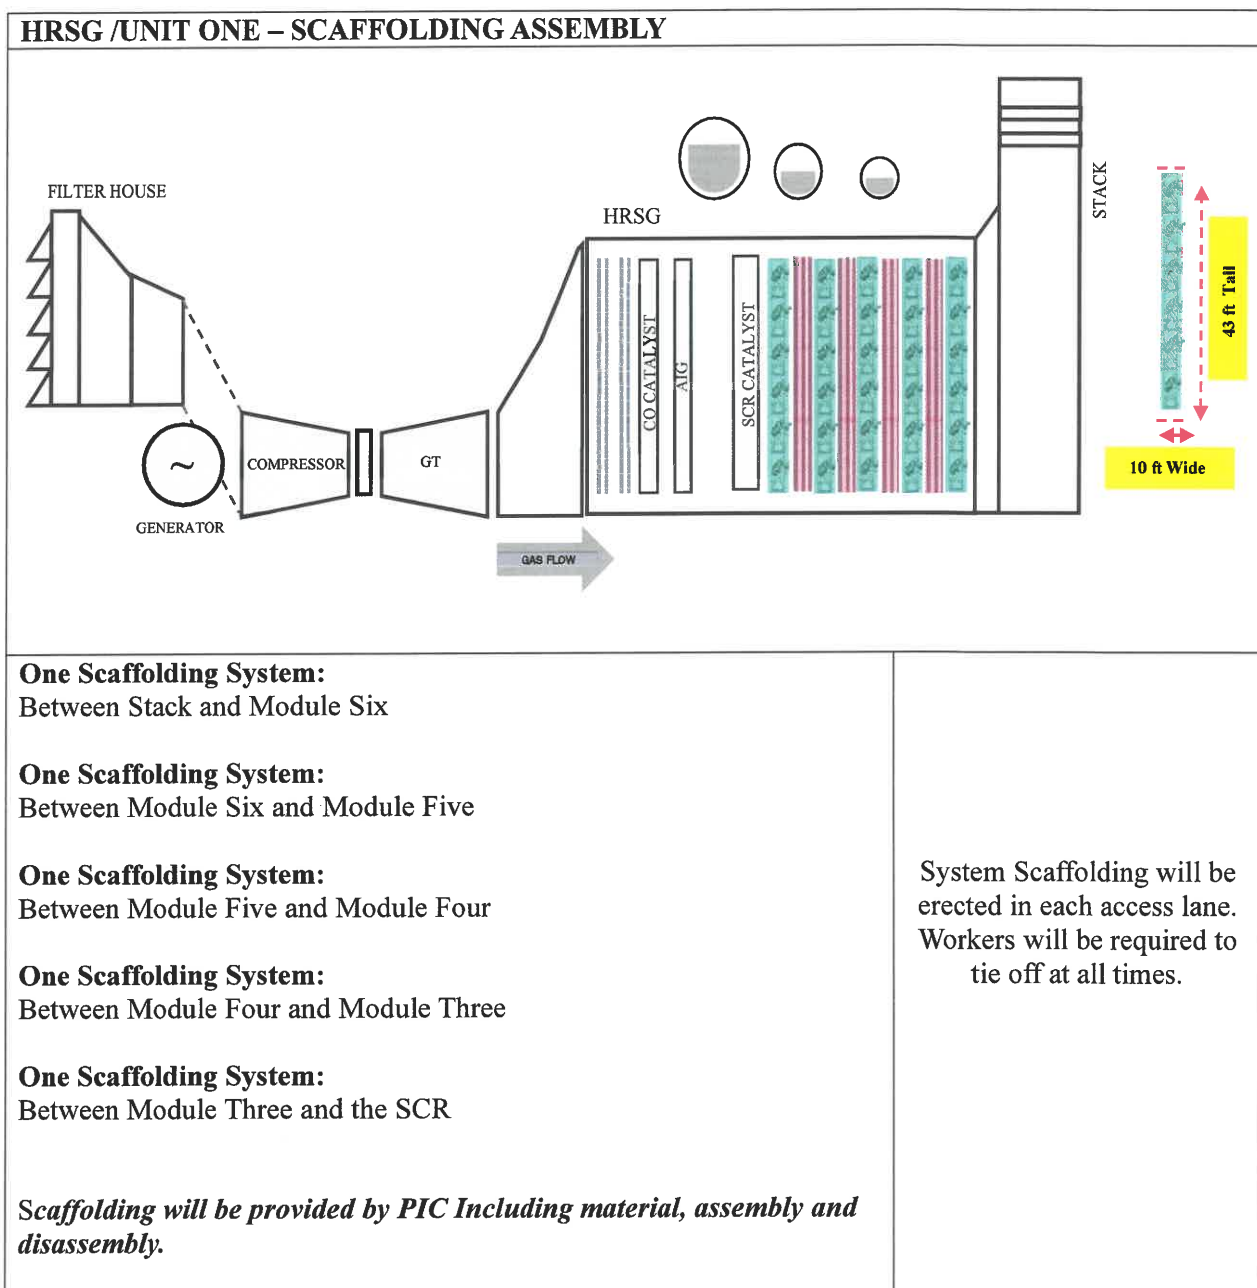 HRSG /UNIT ONE – SCAFFOLDING ASSEMBLY
FILTER HOUSE
HRSG
STACK
CO CATALYST
AIG
SCR CATALYST
43 ft Tall
10 ft Wide
COMPRESSOR
GT
~
GENERATOR
GAS FLOW
One Scaffolding System:
Between Stack and Module Six
One Scaffolding System:
Between Module Six and Module Five
One Scaffolding System:
Between Module Five and Module Four
One Scaffolding System:
Between Module Four and Module Three
One Scaffolding System:
Between Module Three and the SCR
Scaffolding will be provided by PIC Including material, assembly and
disassembly.
System Scaffolding will be
erected in each access lane.
Workers will be required to
tie off at all times.